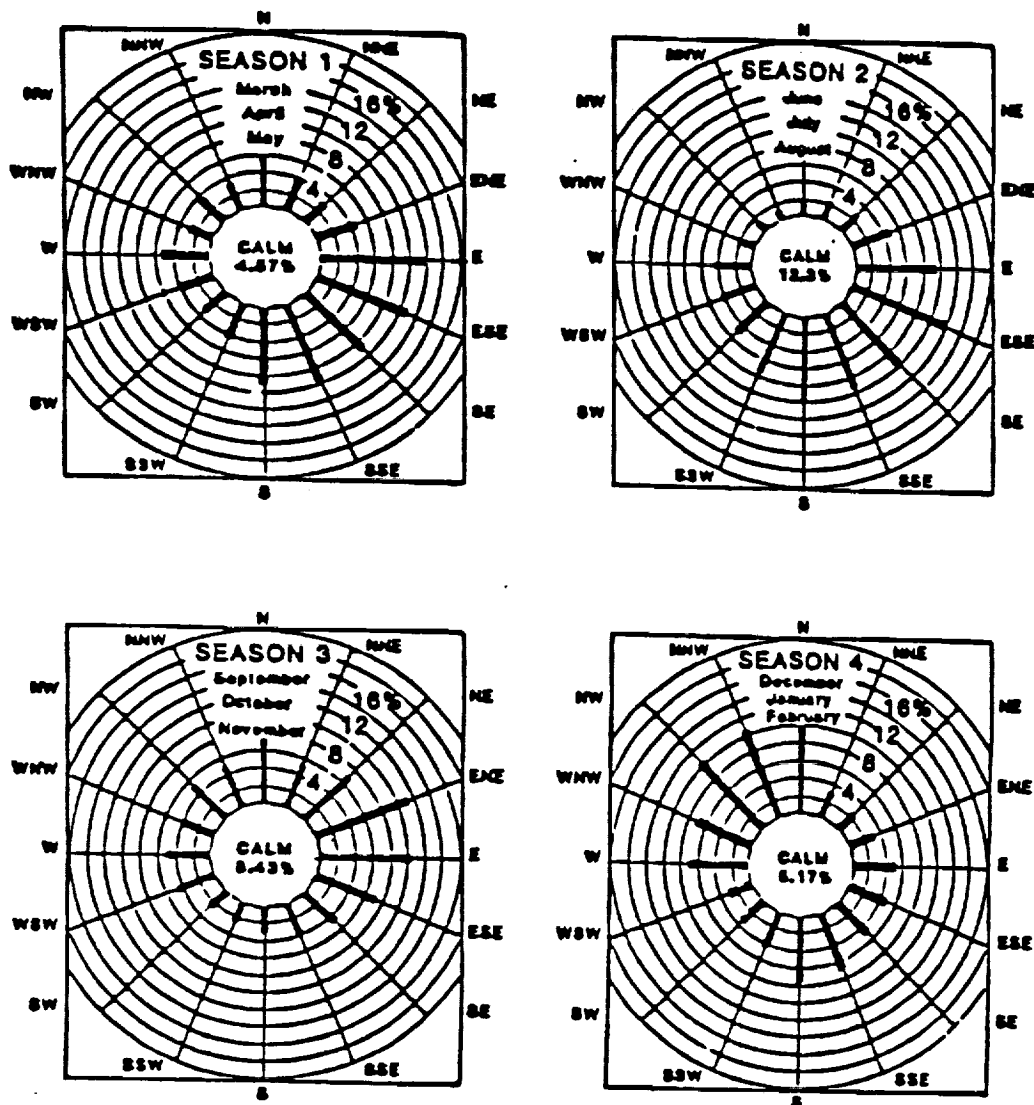 N
NNW
NNE
SEASON 1
March
April
May
16%
12
8
4
NW
NE
WNW
ENE
W
CALM
4.57%
E
WSW
ESE
SW
SE
SSW
SSE
S
N
NNW
NNE
SEASON 2
June
July
August
16%
12
8
4
NW
NE
WNW
ENE
W
CALM
12.3%
E
WSW
ESE
SW
SE
SSW
SSE
S
N
NNW
NNE
SEASON 3
September
October
November
16%
12
8
4
NW
NE
WNW
ENE
W
CALM
E
WSW
ESE
SW
SE
SSW
SSE
S
N
NNW
NNE
SEASON 4
December
January
February
16%
12
8
4
NW
NE
WNW
ENE
W
CALM
E
WSW
ESE
SW
SE
SSW
SSE
S